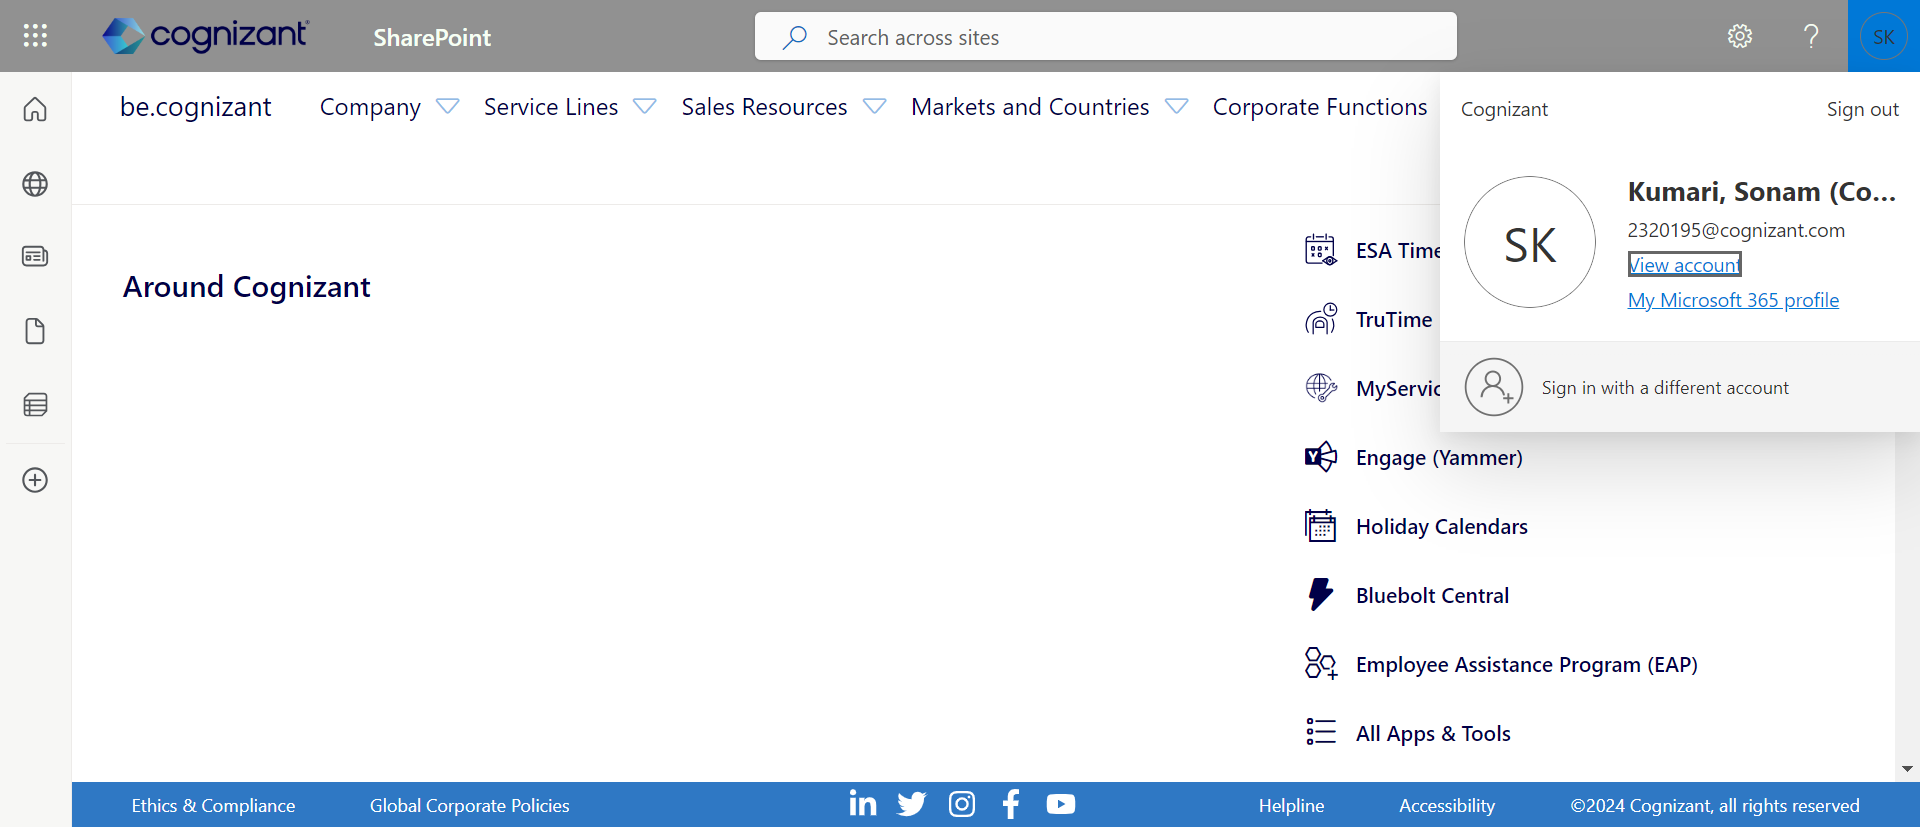 cognizant
SharePoint
Search across sites
SK
be.cognizant
Company
Service Lines
Sales Resources
Markets and Countries
Corporate Functions
Cognizant
Sign out
SK
Kumari, Sonam (Co...
2320195@cognizant.com
View account
My Microsoft 365 profile
Sign in with a different account
Around Cognizant
ESA Time
TruTime
MyServic
Engage (Yammer)
Holiday Calendars
Bluebolt Central
Employee Assistance Program (EAP)
All Apps & Tools
Ethics & Compliance
Global Corporate Policies
Helpline
Accessibility
©2024 Cognizant, all rights reserved